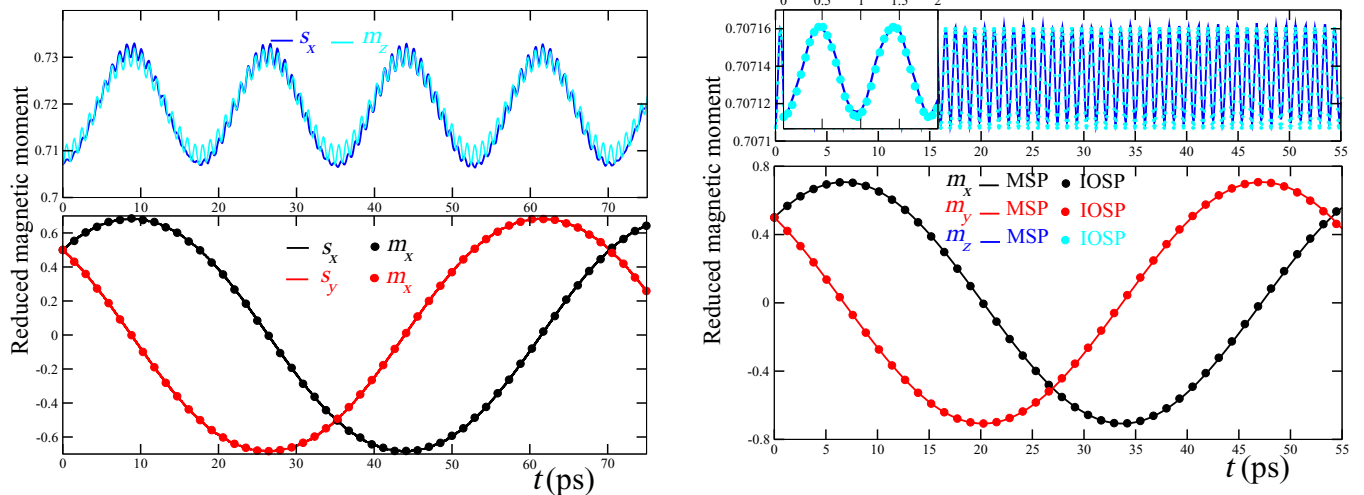 0 0.5 1 1.5 2
s_x m_z
0.73
0.72
0.71
0.7
0 10 20 30 40 50 60 70
0.6
0.4
0.2
0
-0.2
-0.4
-0.6
s_x m_x
s_y m_x
0 10 20 30 40 50 60 70
t (ps)
Reduced magnetic moment
0.70716
0.70714
0.70712
0.7071
0 5 10 15 20 25 30 35 40 45 50 55
0.8
0.4
0
-0.4
-0.8
m_x MSP IOSP
m_y MSP IOSP
m_z MSP IOSP
0 5 10 15 20 25 30 35 40 45 50 55
t (ps)
Reduced magnetic moment